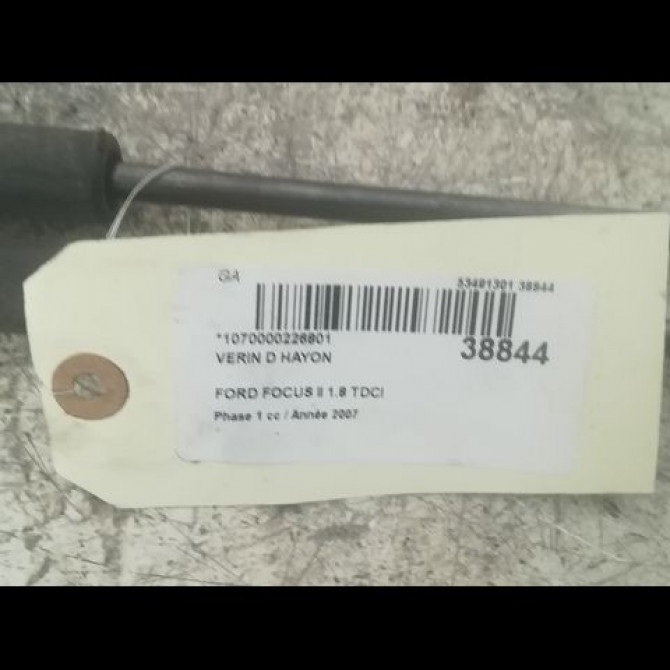 GA
33491301 38844
*1070000226801
38844
VERIN D HAYON
FORD FOCUS II 1.8 TDCI
Phase 1 cc / Année 2007